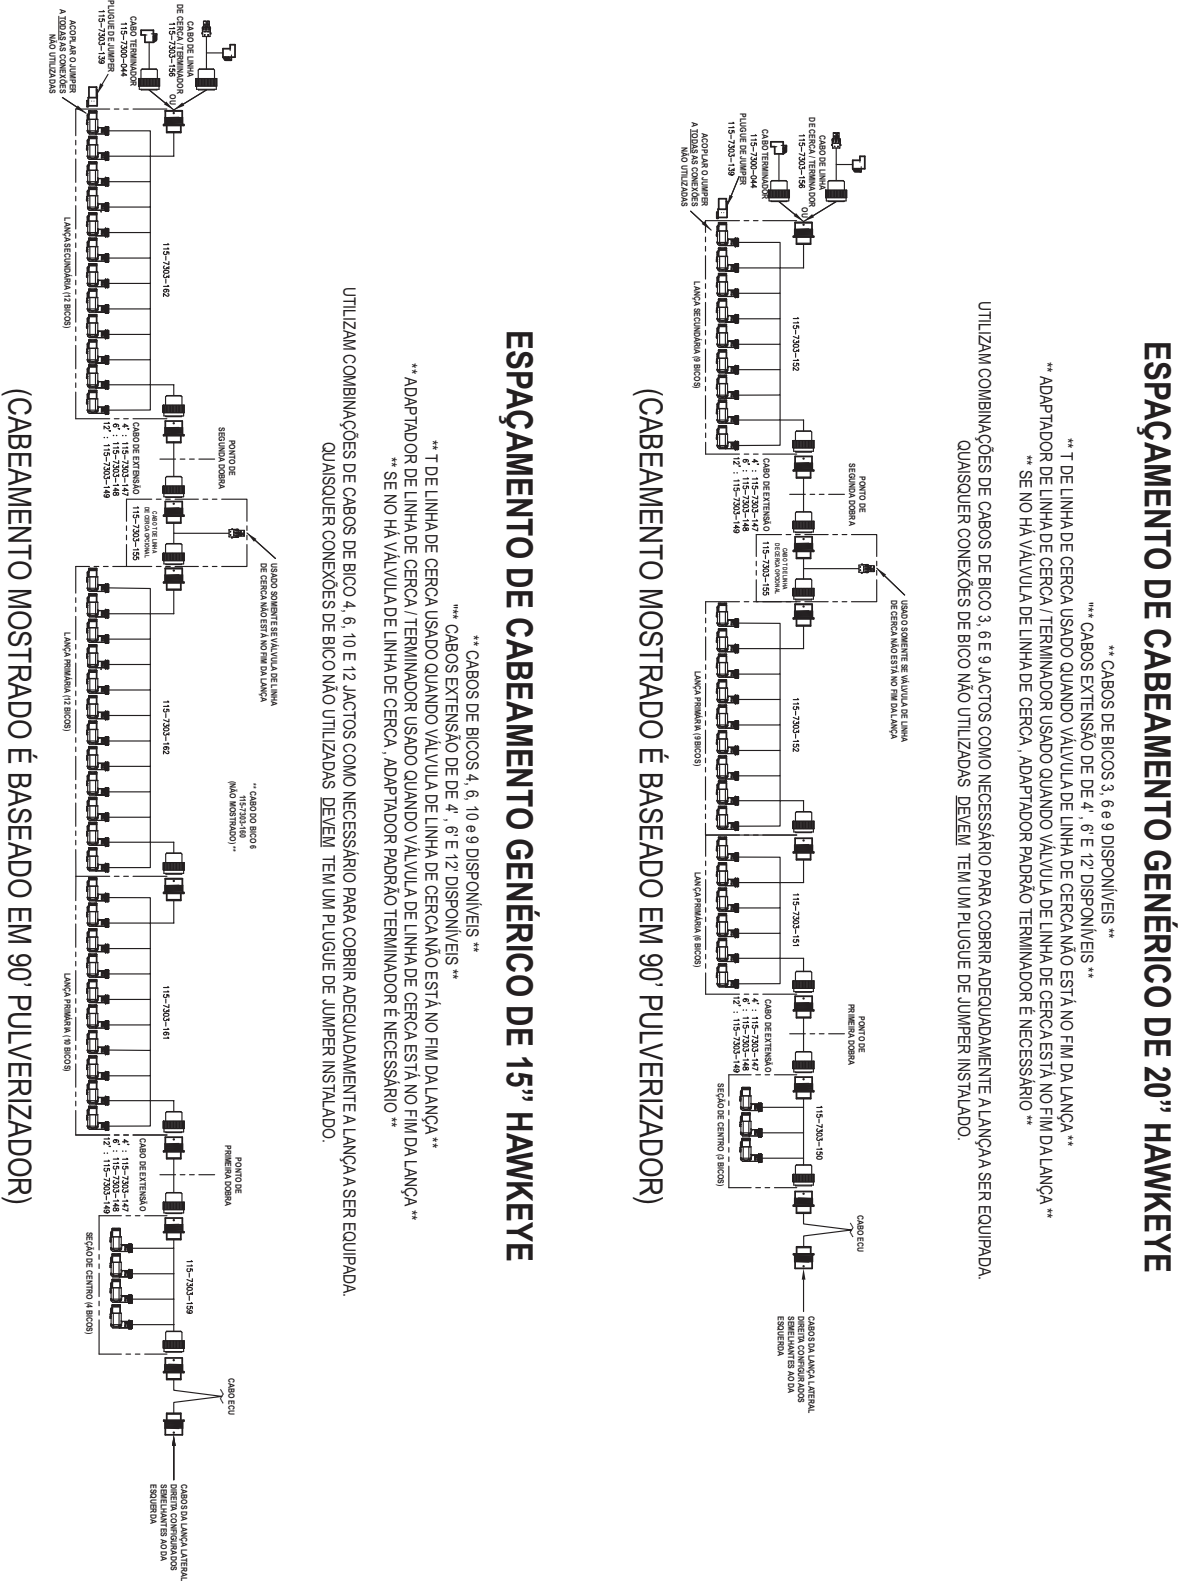 ESPAÇAMENTO DE CABEAMENTO GENÉRICO DE 20” HAWKEYE
** CABOS DE BICOS 3, 6 e 9 DISPONÍVEIS **
"** CABOS EXTENSÃO DE DE 4', 6' E 12' DISPONÍVEIS **
** T DE LINHA DE CERCA USADO QUANDO VÁLVULA DE LINHA DE CERCA NÃO ESTÁ NO FIM DA LANÇA **
** ADAPTADOR DE LINHA DE CERCA / TERMINADOR USADO QUANDO VÁLVULA DE LINHA DE CERCA ESTÁ NO FIM DA LANÇA **
** SE NO HÁ VÁLVULA DE LINHA DE CERCA , ADAPTADOR PADRÃO TERMINADOR É NECESSÁRIO **
UTILIZAM COMBINAÇÕES DE CABOS DE BICO 3, 6 E 9 JACTOS COMO NECESSÁRIO PARA COBRIR ADEQUADAMENTE A LANÇA A SER EQUIPADA.
QUAISQUER CONEXÕES DE BICO NÃO UTILIZADAS DEVEM TEM UM PLUGUE DE JUMPER INSTALADO.
CABO DE LINHA
DE CERCA / TERMINADOR
115-7303-156
OU
CABO TERMINADOR
115-7300-044
PLUGUE DE JUMPER
115-7303-139
ACOPLAR O JUMPER
A TODAS AS CONEXÕES
NÃO UTILIZADAS
115-7303-152
LANÇA SECUNDÁRIA (9 BICOS)
PONTO DE
SEGUNDA DOBRA
CABO DE EXTENSÃO
4' : 115-7303-147
6' : 115-7303-148
12' : 115-7303-149
USADO SOMENTE SE VÁLVULA DE LINHA
DE CERCA NÃO ESTÁ NO FIM DA LANÇA
CABO T DE LINHA
DE CERCA OPCIONAL
115-7303-155
115-7303-152
LANÇA PRIMÁRIA (9 BICOS)
115-7303-151
LANÇA PRIMÁRIA (6 BICOS)
PONTO DE
PRIMEIRA DOBRA
CABO DE EXTENSÃO
4' : 115-7303-147
6' : 115-7303-148
12' : 115-7303-149
115-7303-150
SEÇÃO DE CENTRO (3 BICOS)
CABO ECU
CABOS DA LANÇA LATERAL
DIREITA CONFIGURADOS
SEMELHANTES AO DA
ESQUERDA
(CABEAMENTO MOSTRADO É BASEADO EM 90’ PULVERIZADOR)
ESPAÇAMENTO DE CABEAMENTO GENÉRICO DE 15” HAWKEYE
** CABOS DE BICOS 4, 6, 10 e 9 DISPONÍVEIS **
"** CABOS EXTENSÃO DE DE 4', 6' E 12' DISPONÍVEIS **
** T DE LINHA DE CERCA USADO QUANDO VÁLVULA DE LINHA DE CERCA NÃO ESTÁ NO FIM DA LANÇA **
** ADAPTADOR DE LINHA DE CERCA / TERMINADOR USADO QUANDO VÁLVULA DE LINHA DE CERCA ESTÁ NO FIM DA LANÇA **
** SE NO HÁ VÁLVULA DE LINHA DE CERCA , ADAPTADOR PADRÃO TERMINADOR É NECESSÁRIO **
UTILIZAM COMBINAÇÕES DE CABOS DE BICO 4, 6, 10 E 12 JACTOS COMO NECESSÁRIO PARA COBRIR ADEQUADAMENTE A LANÇA A SER EQUIPADA.
QUAISQUER CONEXÕES DE BICO NÃO UTILIZADAS DEVEM TEM UM PLUGUE DE JUMPER INSTALADO.
** CABO DO BICO 6
115-7303-160
(NÃO MOSTRADO) **
CABO DE LINHA
DE CERCA / TERMINADOR
115-7303-156
OU
CABO TERMINADOR
115-7300-044
PLUGUE DE JUMPER
115-7303-139
ACOPLAR O JUMPER
A TODAS AS CONEXÕES
NÃO UTILIZADAS
115-7303-162
LANÇA SECUNDÁRIA (12 BICOS)
PONTO DE
SEGUNDA DOBRA
CABO DE EXTENSÃO
4' : 115-7303-147
6' : 115-7303-148
12' : 115-7303-149
USADO SOMENTE SE VÁLVULA DE LINHA
DE CERCA NÃO ESTÁ NO FIM DA LANÇA
CABO T DE LINHA
DE CERCA OPCIONAL
115-7303-155
115-7303-162
LANÇA PRIMÁRIA (12 BICOS)
115-7303-161
LANÇA PRIMÁRIA (10 BICOS)
PONTO DE
PRIMEIRA DOBRA
CABO DE EXTENSÃO
4' : 115-7303-147
6' : 115-7303-148
12' : 115-7303-149
115-7303-159
SEÇÃO DE CENTRO (4 BICOS)
CABO ECU
CABOS DA LANÇA LATERAL
DIREITA CONFIGURADOS
SEMELHANTES AO DA
ESQUERDA
(CABEAMENTO MOSTRADO É BASEADO EM 90’ PULVERIZADOR)